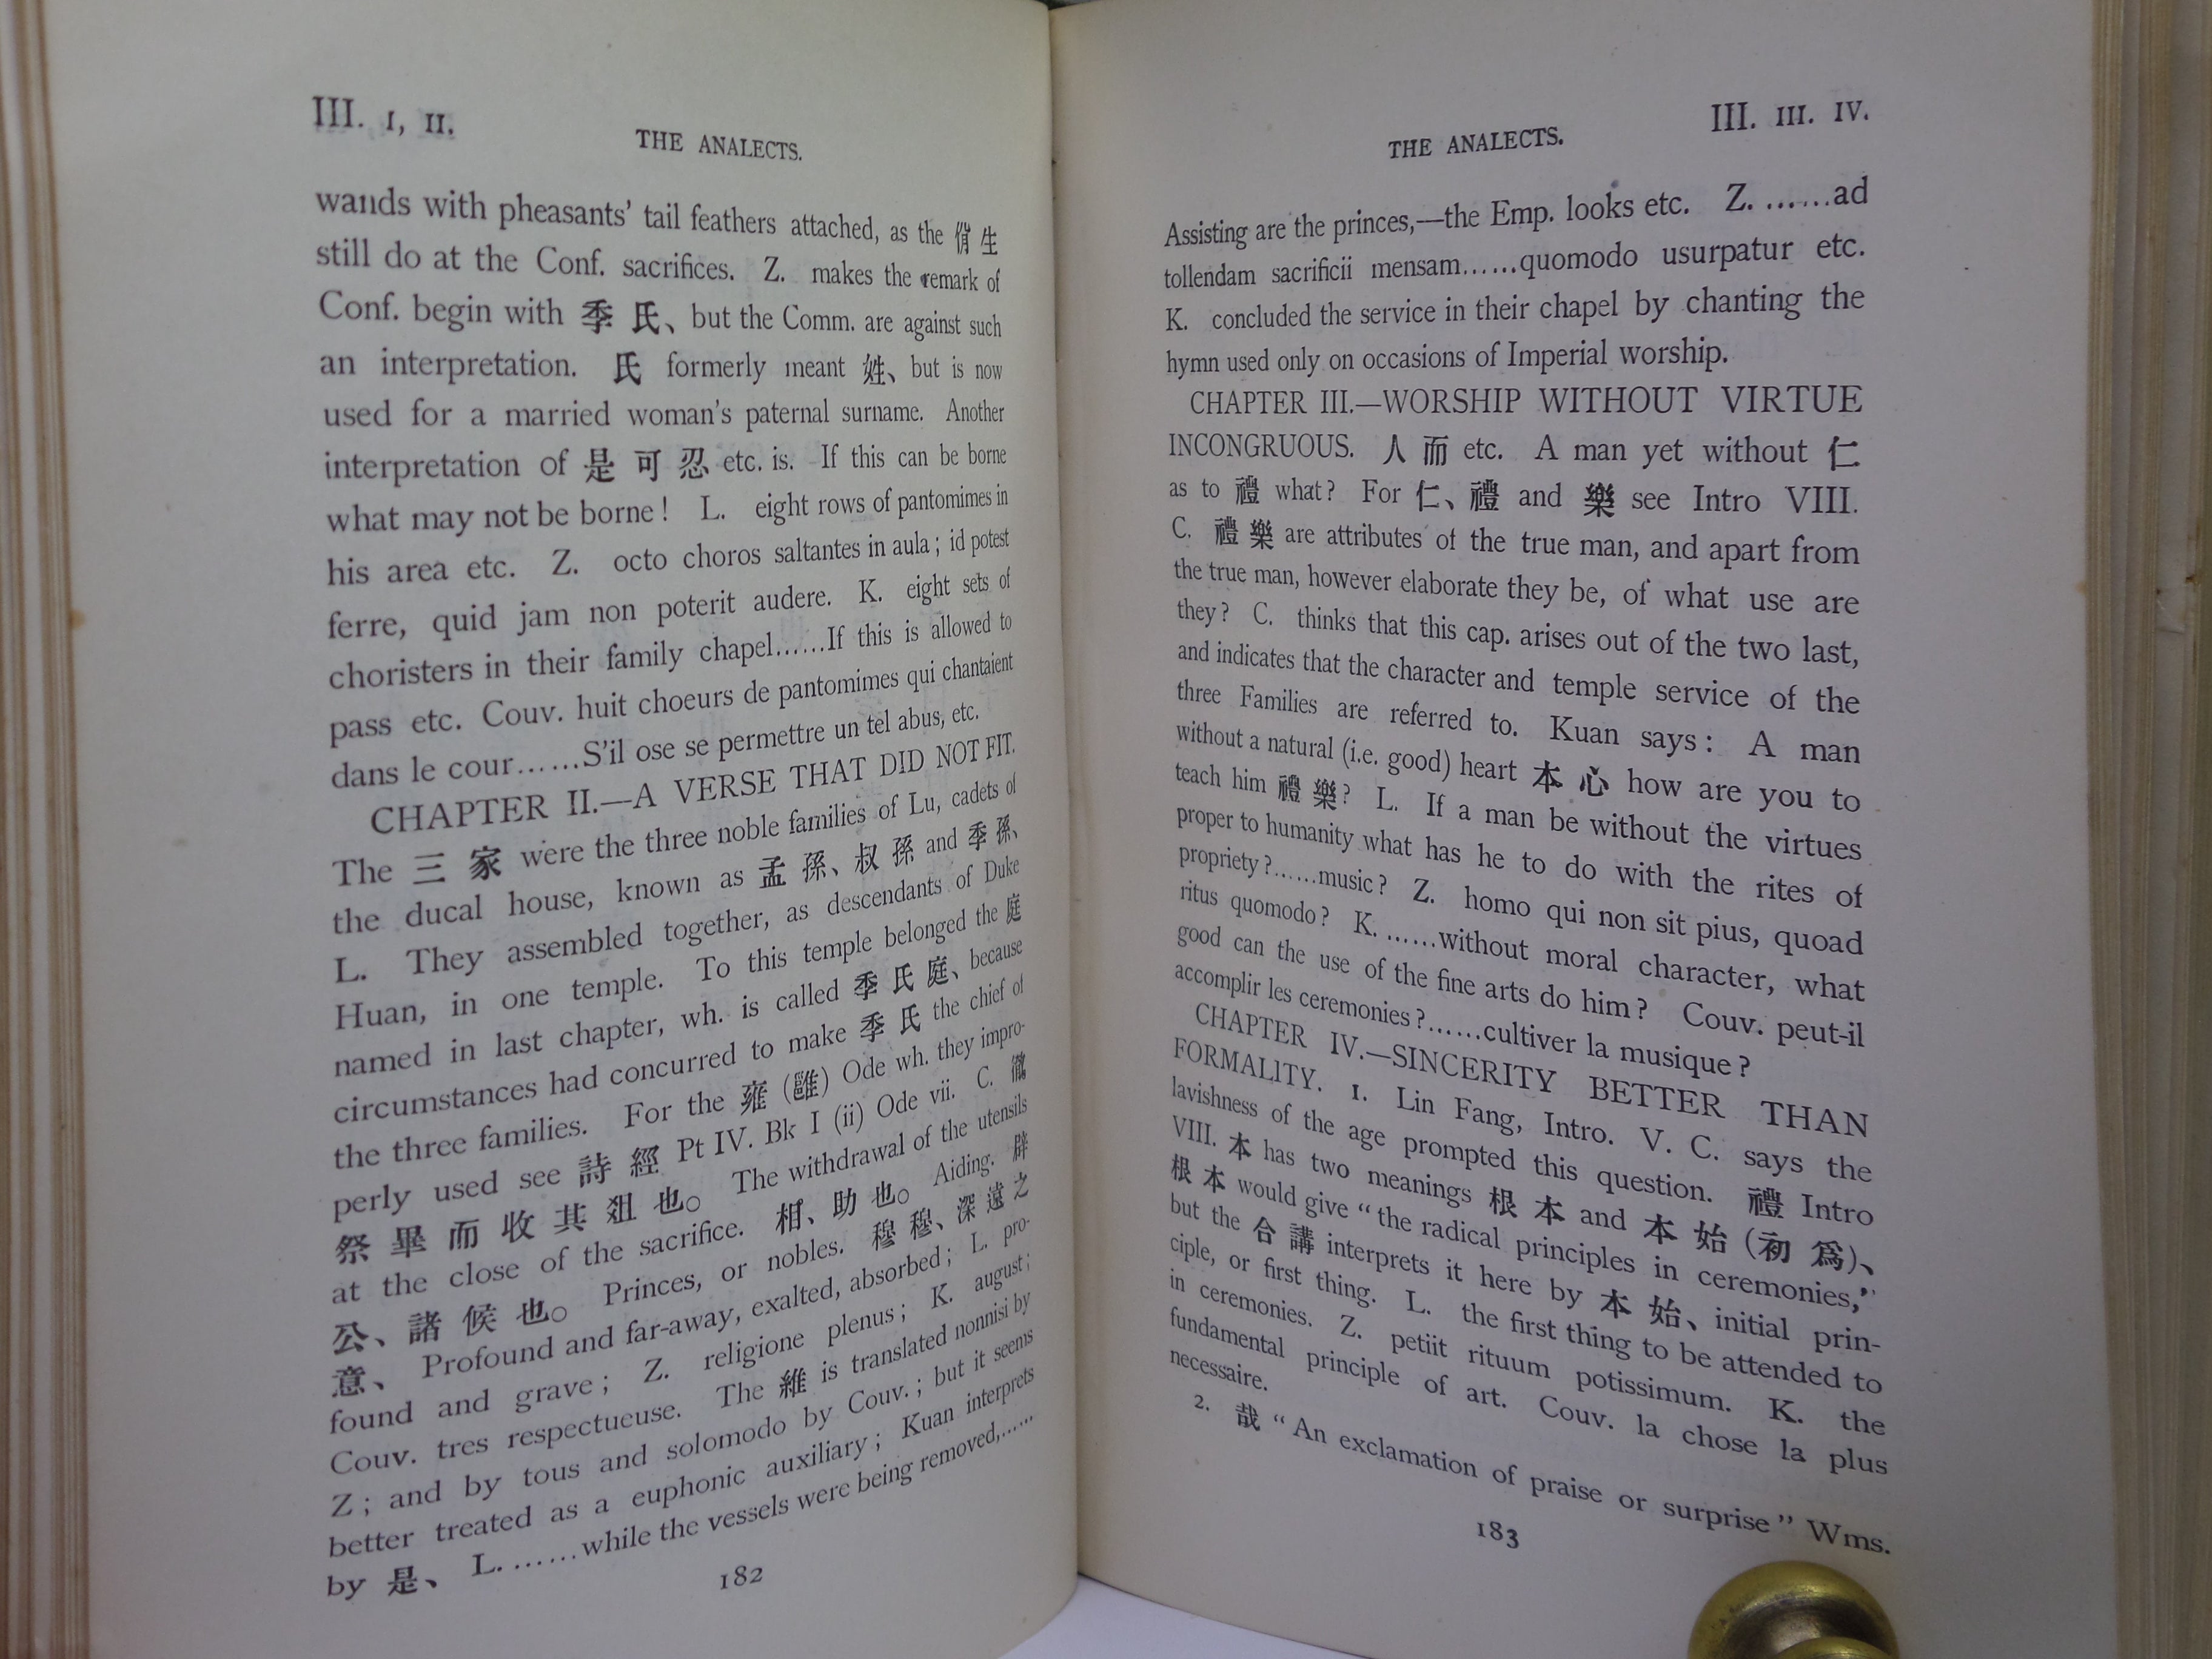 III. I, II.
THE ANALECTS.
wands with pheasants' tail feathers attached, as the 佾 生
still do at the Conf. sacrifices. Z. makes the remark of
Conf. begin with 季 氏、 but the Comm. are against such
an interpretation. 氏 formerly meant 姓、 but is now
used for a married woman's paternal surname. Another
interpretation of 是 可 忍 etc. is. If this can be borne
what may not be borne! L. eight rows of pantomimes in
his area etc. Z. octo choros saltantes in aula; id potest
ferre, quid jam non poterit audere. K. eight sets of
choristers in their family chapel......If this is allowed to
pass etc. Couv. huit choeurs de pantomimes qui chantaient
dans le cour......S'il ose se permettre un tel abus, etc.
CHAPTER II.—A VERSE THAT DID NOT FIT.
The 三 家 were the three noble families of Lu, cadets of
the ducal house, known as 孟 孫、叔 孫 and 季 孫、
L. They assembled together, as descendants of Duke
Huan, in one temple. To this temple belonged the 庭
named in last chapter, wh. is called 季 氏 庭、 because
circumstances had concurred to make 季 氏 the chief of
the three families. For the 雍 (雝) Ode wh. they impro-
perly used see 詩 經 Pt IV. Bk I (ii) Ode vii. C. 徹
祭 畢 而 收 其 俎 也。 The withdrawal of the utensils
at the close of the sacrifice. 相、助 也。 Aiding. 辟
公、諸 候 也。 Princes, or nobles. 穆 穆、深 遠 之
意、 Profound and far-away, exalted, absorbed; L. pro-
found and grave; Z. religione plenus; K. august;
Couv. tres respectueuse. The 維 is translated nonnisi by
Z; and by tous and solomodo by Couv.; but it seems
better treated as a euphonic auxiliary; Kuan interprets
by 是、 L. ......while the vessels were being removed,......
182
THE ANALECTS.
III. III. IV.
Assisting are the princes,—the Emp. looks etc. Z. ......ad
tollendam sacrificii mensam......quomodo usurpatur etc.
K. concluded the service in their chapel by chanting the
hymn used only on occasions of Imperial worship.
CHAPTER III.—WORSHIP WITHOUT VIRTUE
INCONGRUOUS. 人 而 etc. A man yet without 仁
as to 禮 what? For 仁、禮 and 樂 see Intro VIII.
C. 禮 樂 are attributes of the true man, and apart from
the true man, however elaborate they be, of what use are
they? C. thinks that this cap. arises out of the two last,
and indicates that the character and temple service of the
three Families are referred to. Kuan says: A man
without a natural (i.e. good) heart 本 心 how are you to
teach him 禮 樂? L. If a man be without the virtues
proper to humanity what has he to do with the rites of
propriety?......music? Z. homo qui non sit pius, quoad
ritus quomodo? K. ......without moral character, what
good can the use of the fine arts do him? Couv. peut-il
accomplir les ceremonies?......cultiver la musique?
CHAPTER IV.—SINCERITY BETTER THAN
FORMALITY. 1. Lin Fang, Intro. V. C. says the
lavishness of the age prompted this question. 禮 Intro
VIII. 本 has two meanings 根 本 and 本 始 (初 爲)、
根 本 would give "the radical principles in ceremonies,"
but the 合 講 interprets it here by 本 始、 initial prin-
ciple, or first thing. L. the first thing to be attended to
in ceremonies. Z. petiit rituum potissimum. K. the
fundamental principle of art. Couv. la chose la plus
necessaire.
2. 哉 "An exclamation of praise or surprise" Wms.
183